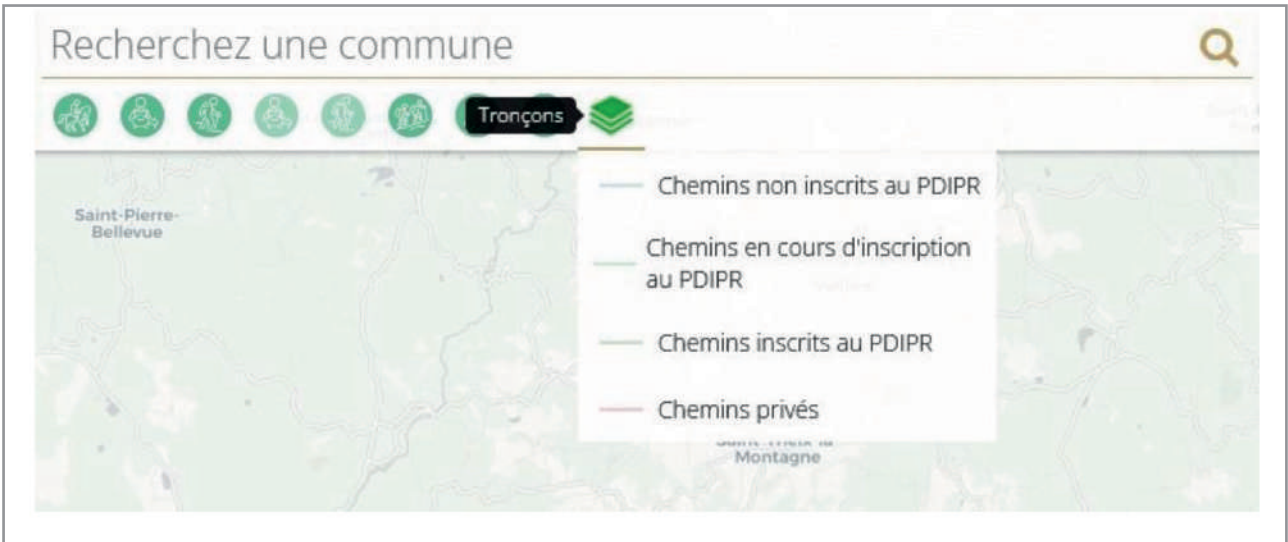 Recherchez une commune
Tronçons
Chemins non inscrits au PDIPR
Saint-Pierre-
Bellevue
Chemins en cours d'inscription
au PDIPR
Chemins inscrits au PDIPR
Chemins privés
Montagne